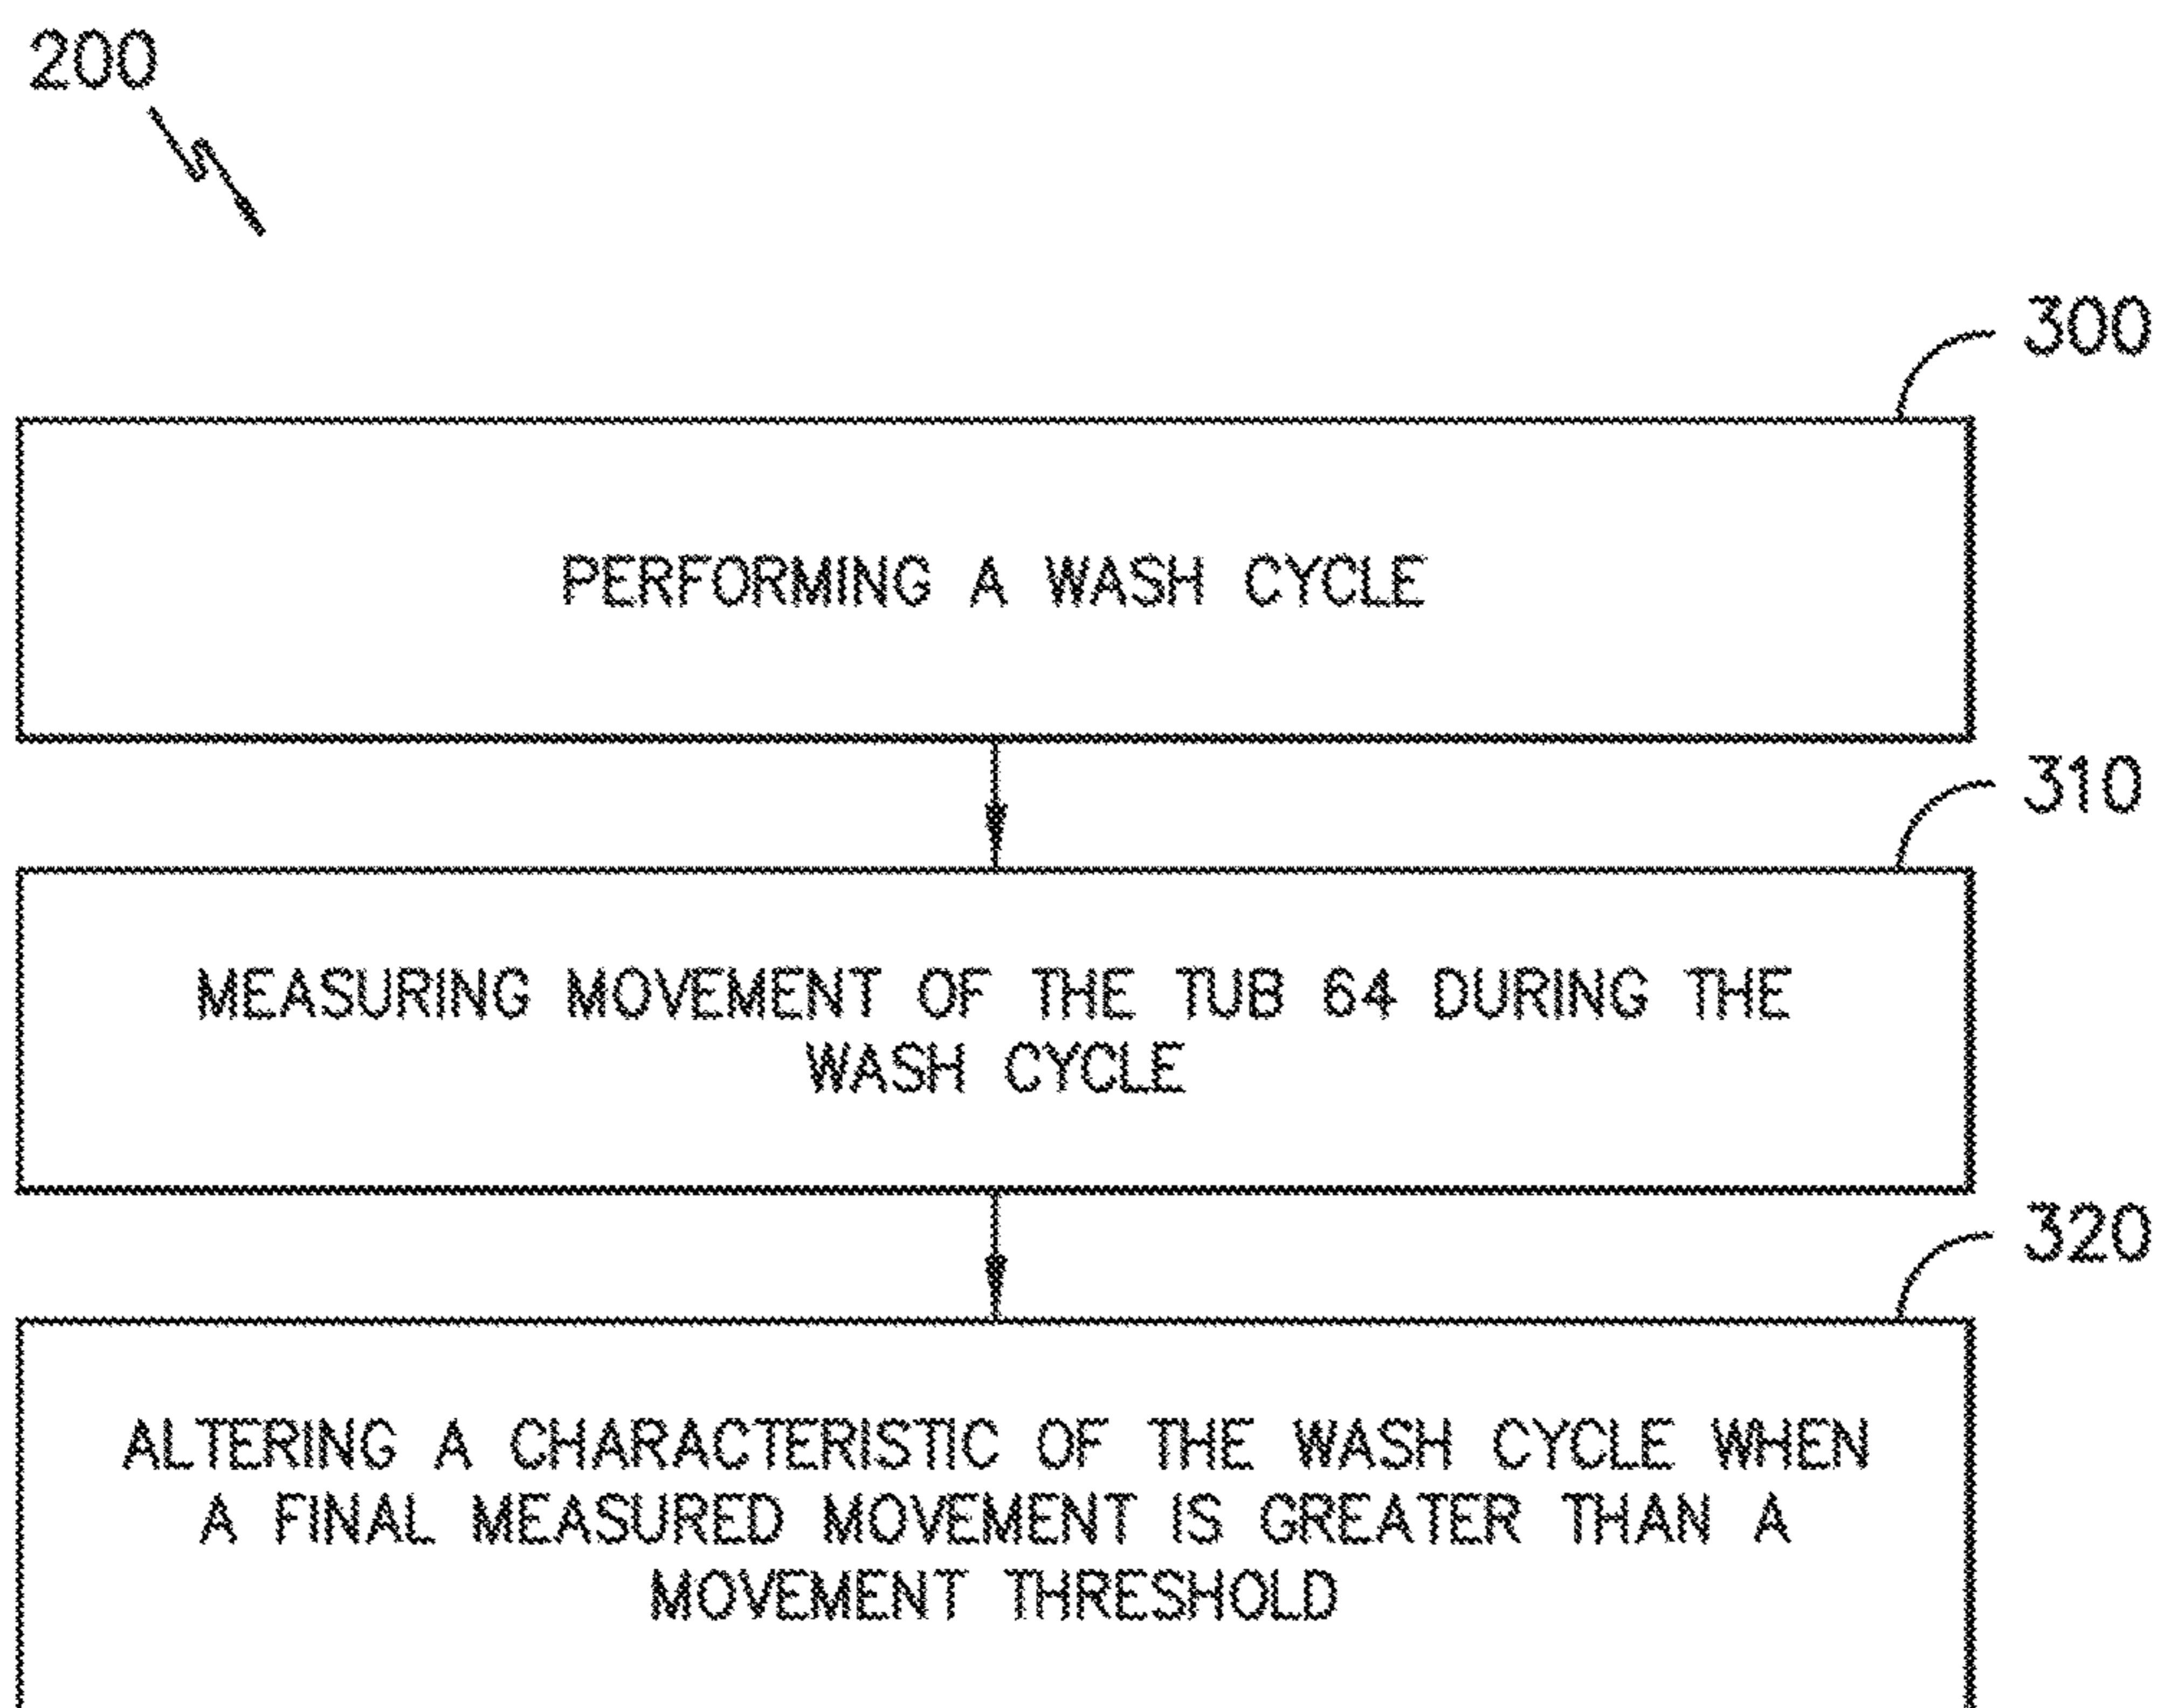 200
300
PERFORMING A WASH CYCLE
310
MEASURING MOVEMENT OF THE TUB 64 DURING THE
WASH CYCLE
320
ALTERING A CHARACTERISTIC OF THE WASH CYCLE WHEN
A FINAL MEASURED MOVEMENT IS GREATER THAN A
MOVEMENT THRESHOLD